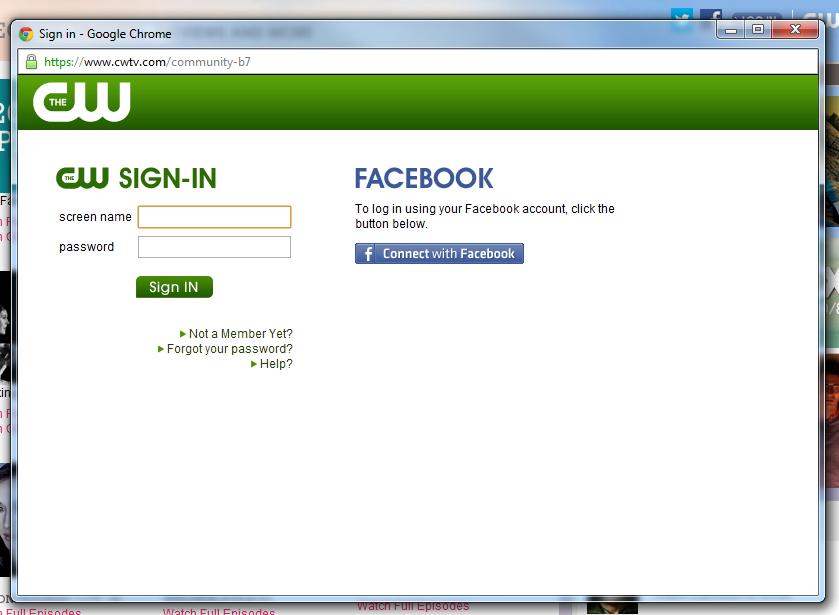 LOG IN
Sign in - Google Chrome
https://www.cwtv.com/community-b7
THE CW
THE CW SIGN-IN
screen name
password
Sign IN
Not a Member Yet?
Forgot your password?
Help?
FACEBOOK
To log in using your Facebook account, click the
button below.
f Connect with Facebook
Full Episodes
Watch Full Episodes
Watch Full Episodes